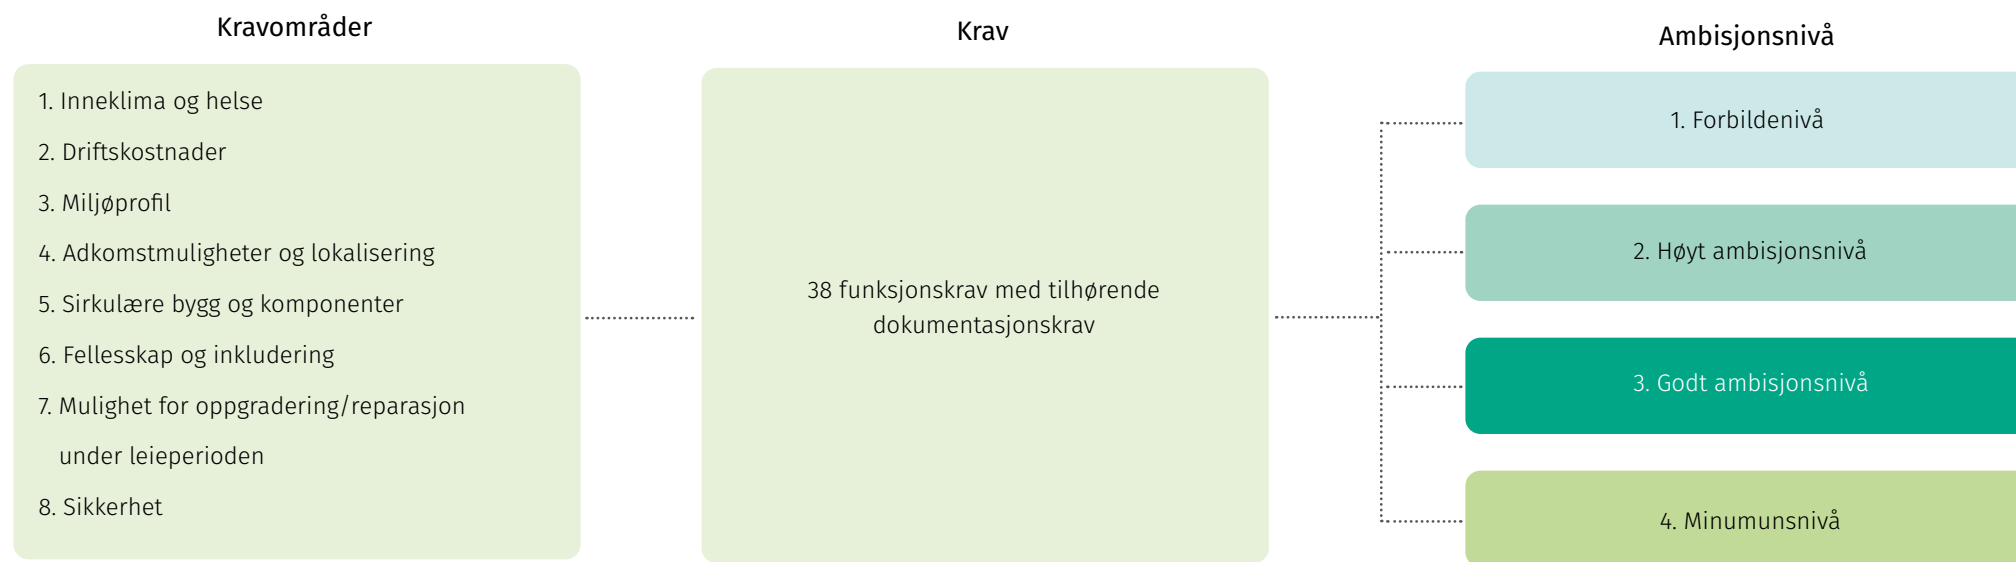 Kravområder
1. Inneklima og helse
2. Driftskostnader
3. Miljøprofil
4. Adkomstmuligheter og lokalisering
5. Sirkulære bygg og komponenter
6. Fellesskap og inkludering
7. Mulighet for oppgradering/reparasjon
under leieperioden
8. Sikkerhet
Krav
38 funksjonskrav med tilhørende
dokumentasjonskrav
Ambisjonsnivå
1. Forbildenivå
2. Høyt ambisjonsnivå
3. Godt ambisjonsnivå
4. Minumunsnivå